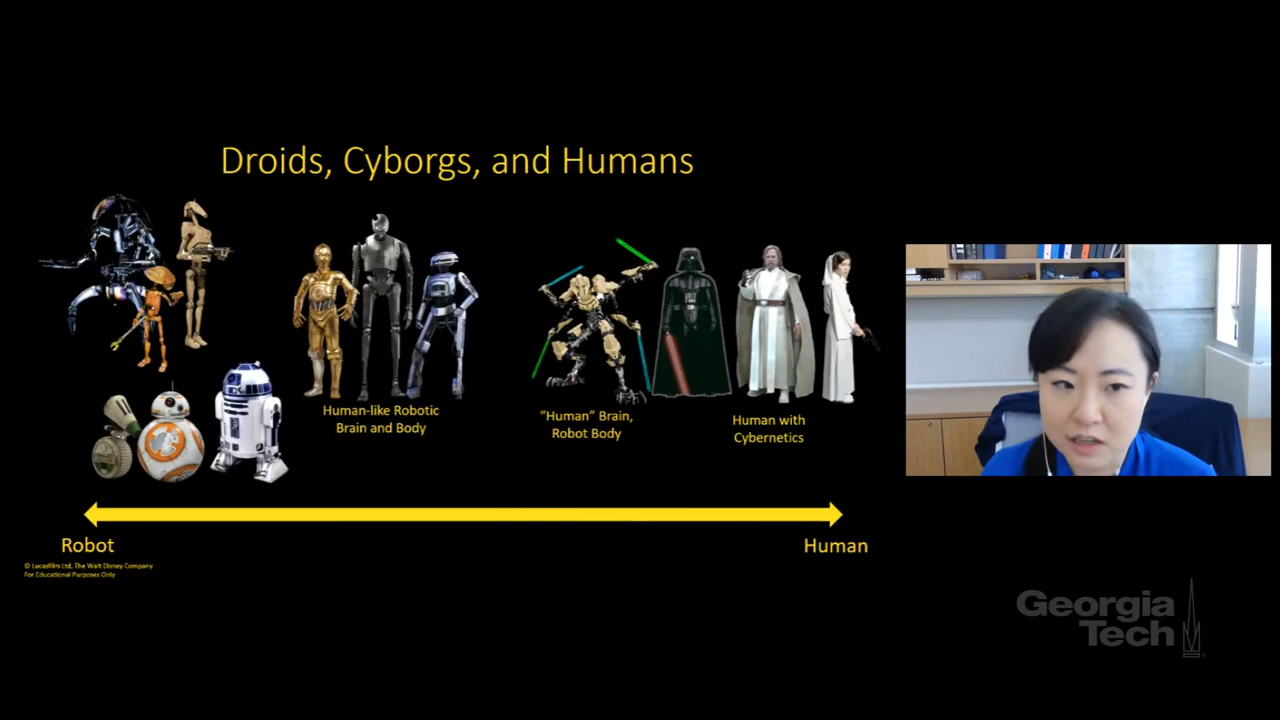 Droids, Cyborgs, and Humans
Human-like Robotic
Brain and Body
“Human” Brain,
Robot Body
Human with
Cybernetics
Robot
Human
© Lucasfilm Ltd, The Walt Disney Company
For Educational Purposes Only
Georgia
Tech